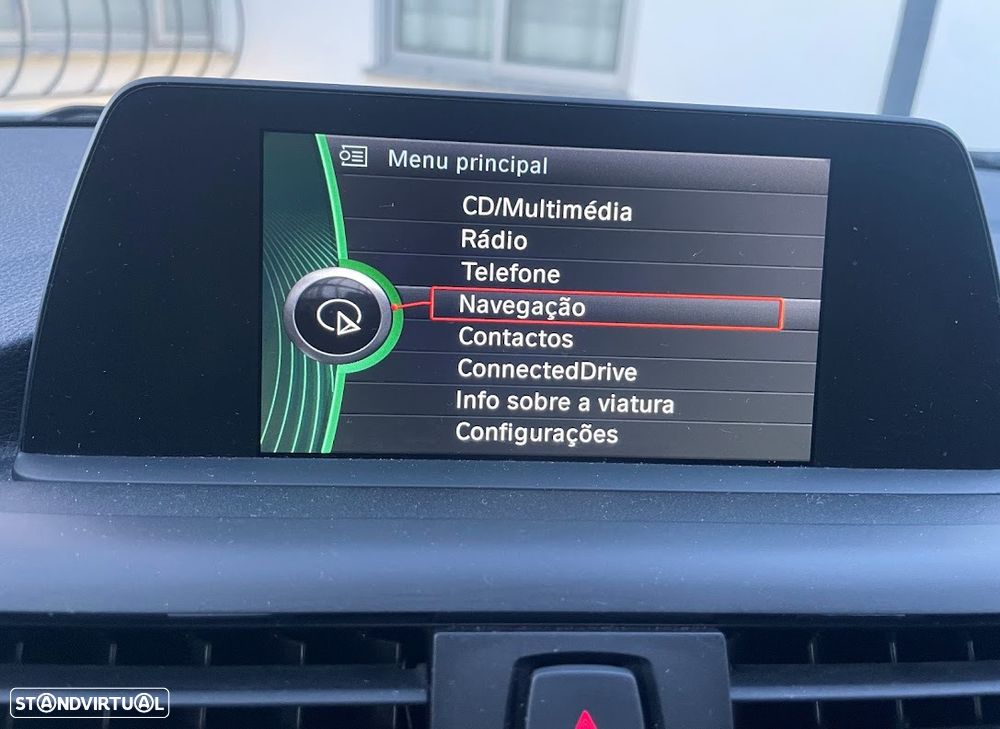 Menu principal
CD/Multimédia
Rádio
Telefone
Navegação
Contactos
ConnectedDrive
Info sobre a viatura
Configurações
STANDVIRTUAL